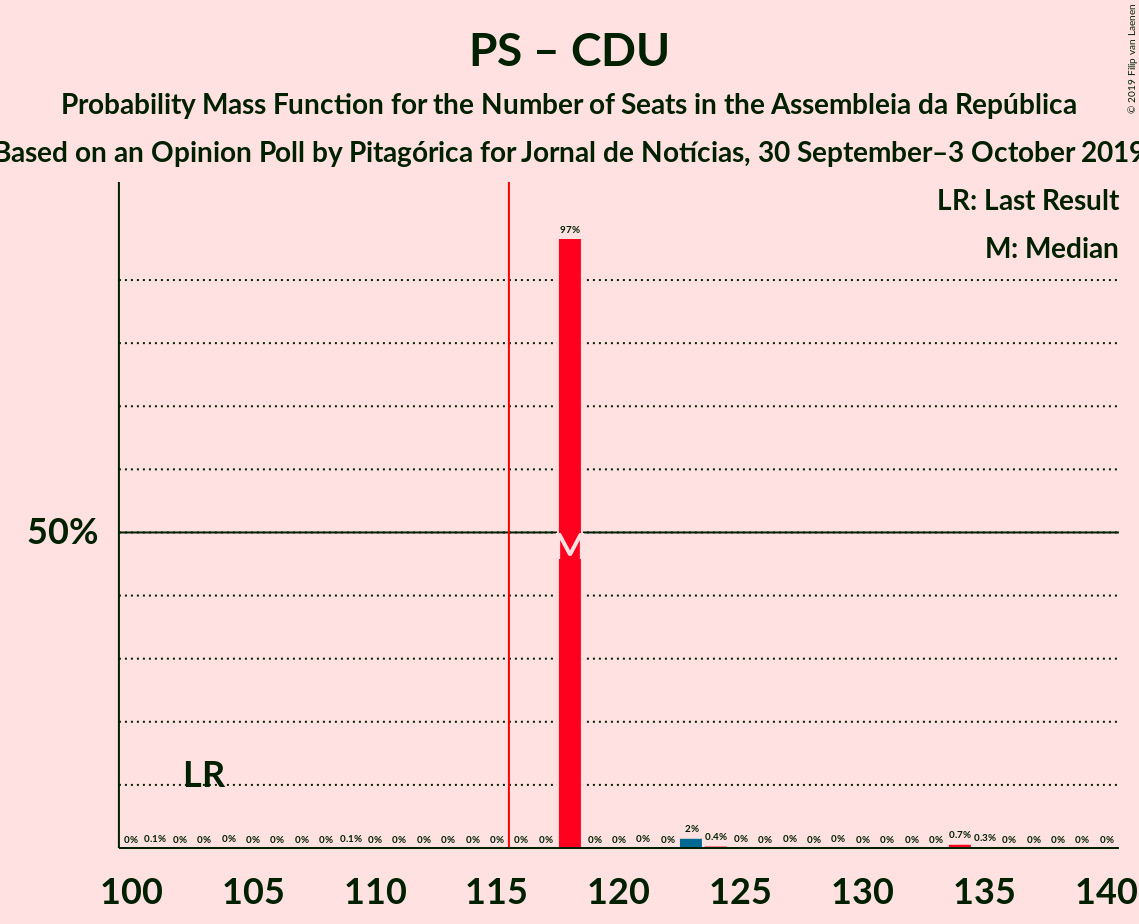 PS – CDU
Probability Mass Function for the Number of Seats in the Assembleia da República
Based on an Opinion Poll by Pitagórica for Jornal de Notícias, 30 September–3 October 2019
© 2019 Filip van Laenen
LR: Last Result
M: Median
97%
50%
M
LR
0% 0.1% 0% 0% 0% 0% 0% 0% 0% 0.1% 0% 0% 0% 0% 0% 0% 0% 0% 0% 0% 0% 0% 2% 0.4% 0% 0% 0% 0% 0% 0% 0% 0% 0% 0.7% 0.3% 0% 0% 0% 0% 0%
100 105 110 115 120 125 130 135 140